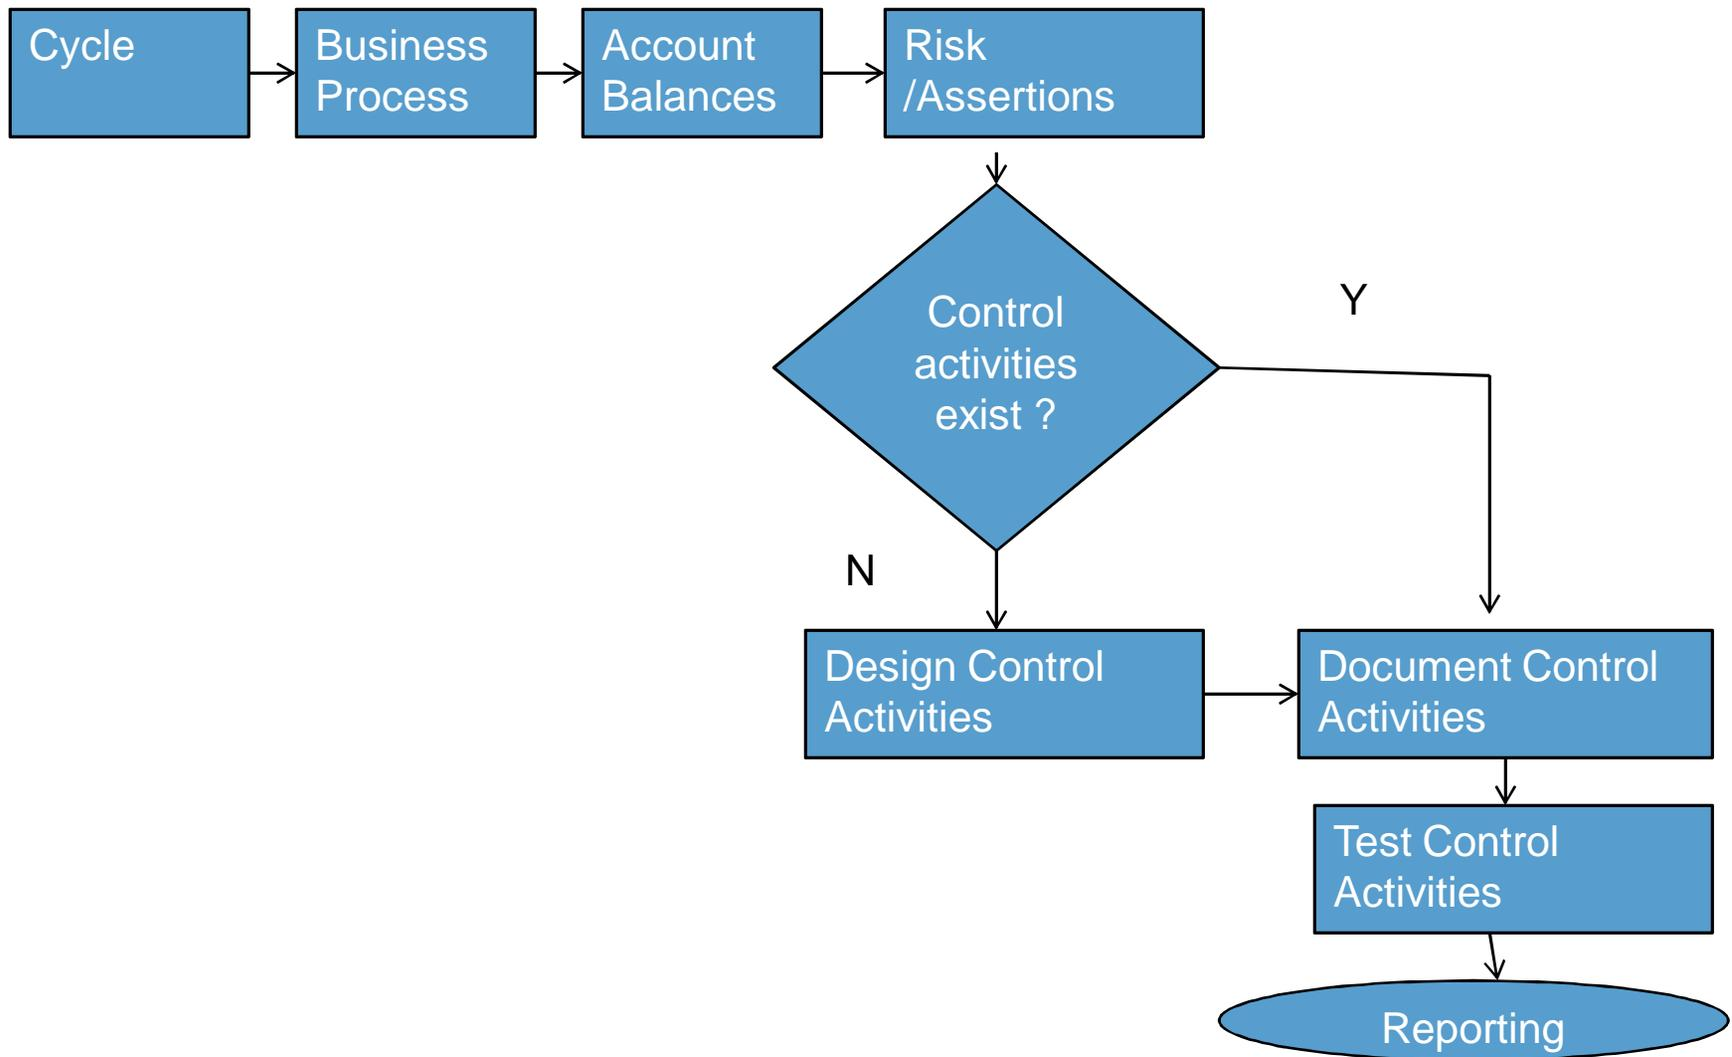 Cycle
Business
Process
Account
Balances
Risk
/Assertions
Control
activities
exist ?
Y
N
Design Control
Activities
Document Control
Activities
Test Control
Activities
Reporting